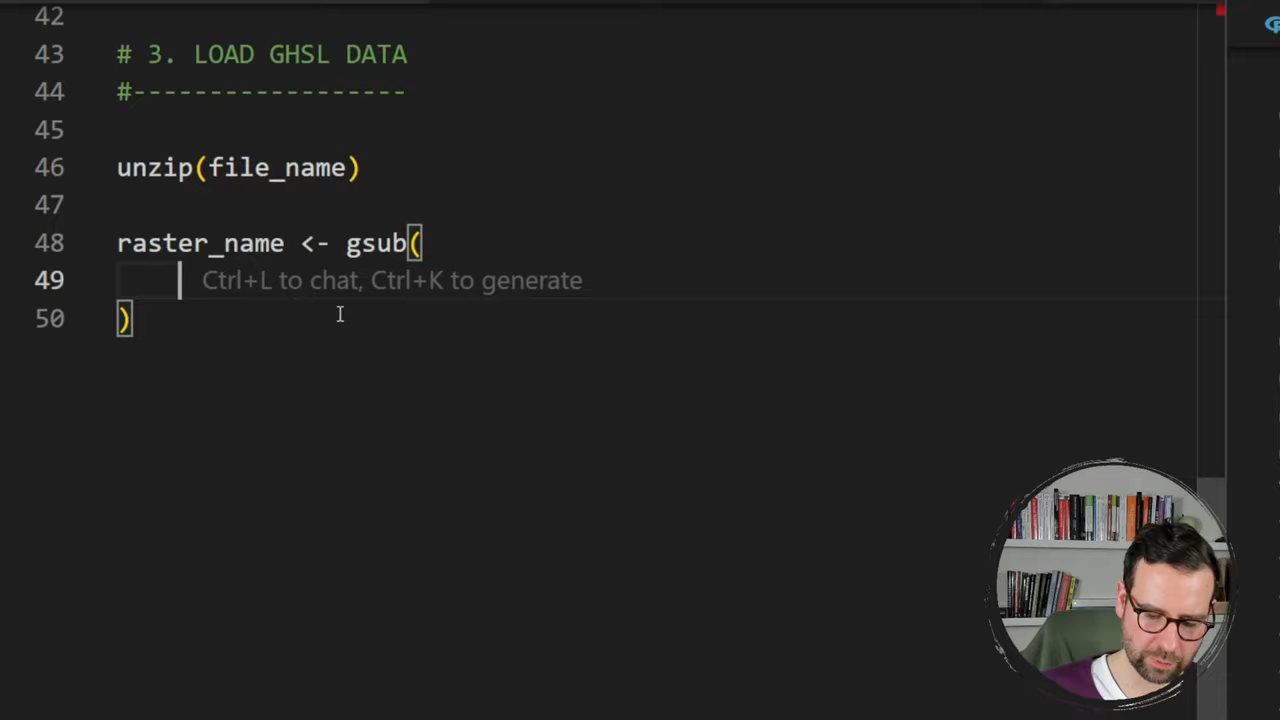 42
43 # 3. LOAD GHSL DATA
44 #------------------
45
46 unzip(file_name)
47
48 raster_name <- gsub(
49 Ctrl+L to chat, Ctrl+K to generate
50 )